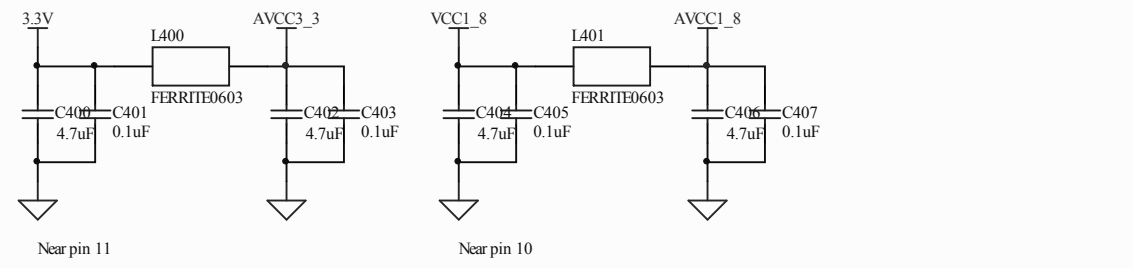 3.3V
AVCC3_3
VCC1_8
AVCC1_8
L400
L401
FERRITE0603
FERRITE0603
C400
C401
C402
C403
C404
C405
C406
C407
4.7uF
0.1uF
4.7uF
0.1uF
4.7uF
0.1uF
4.7uF
0.1uF
Near pin 11
Near pin 10